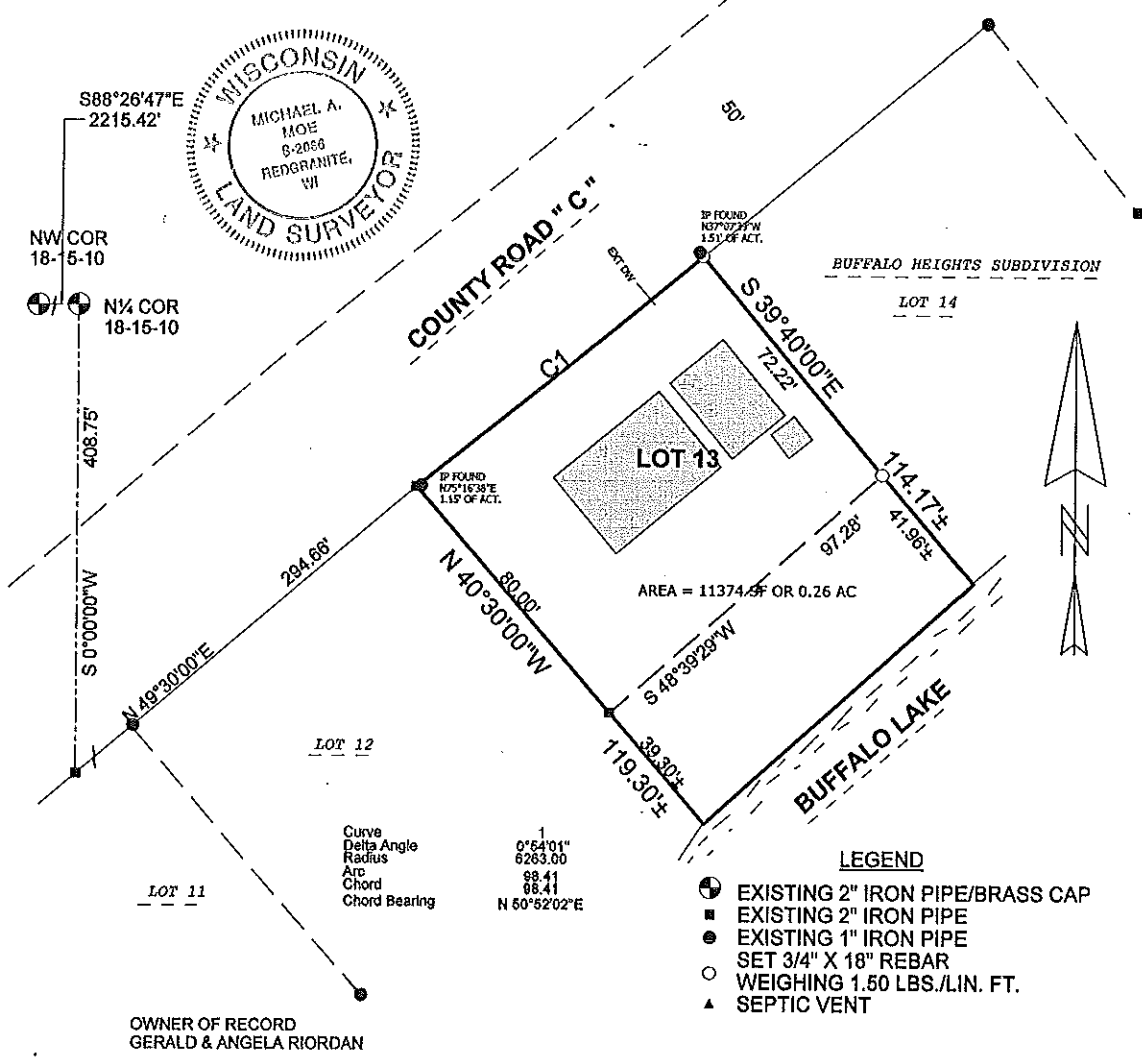 WISCONSIN
MICHAEL A.
MOE
REDGRANITE,
WI
LAND SURVEYOR
S88°26'47"E
2215.42'
NW COR
18-15-10
N¼ COR
18-15-10
408.75'
S 0°00'00"W
50'
COUNTY ROAD " C "
EXT DW
IP FOUND
1.51' OF ACT.
BUFFALO HEIGHTS SUBDIVISION
LOT 14
S 39°40'00"E
72.22'
C1
LOT 13
IP FOUND
N75°16'38"E
1.15' OF ACT.
114.17'±
41.96'±
97.28'
294.66'
N 49°30'00"E
80.00'
N 40°30'00"W
AREA = 11374 SF OR 0.26 AC
S 48°39'29"W
39.30'±
119.30'±
BUFFALO LAKE
N
LOT 12
LOT 11
Curve 1
Delta Angle 0°54'01"
Radius 6263.00
Arc 98.41
Chord 98.41
Chord Bearing N 50°52'02"E
LEGEND
EXISTING 2" IRON PIPE/BRASS CAP
EXISTING 2" IRON PIPE
EXISTING 1" IRON PIPE
SET 3/4" X 18" REBAR
WEIGHING 1.50 LBS./LIN. FT.
SEPTIC VENT
OWNER OF RECORD
GERALD & ANGELA RIORDAN